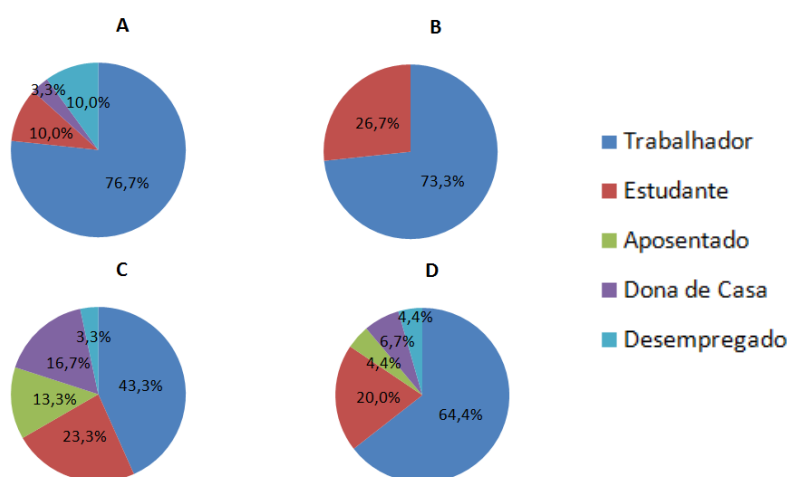 A
3,3%
10,0%
10,0%
76,7%
B
26,7%
73,3%
C
3,3%
16,7%
43,3%
13,3%
23,3%
D
4,4%
6,7%
4,4%
20,0%
64,4%
Trabalhador
Estudante
Aposentado
Dona de Casa
Desempregado